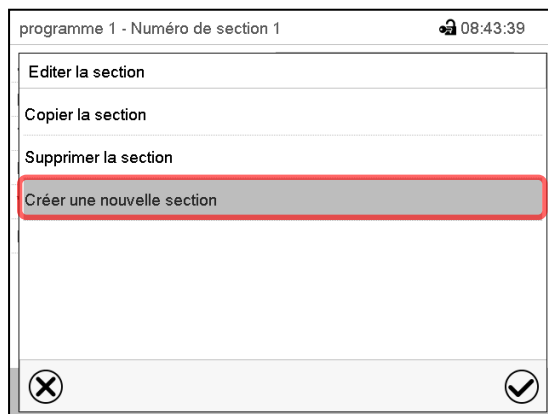 programme 1 - Numéro de section 1 08:43:39
Editer la section
Copier la section
Supprimer la section
Créer une nouvelle section